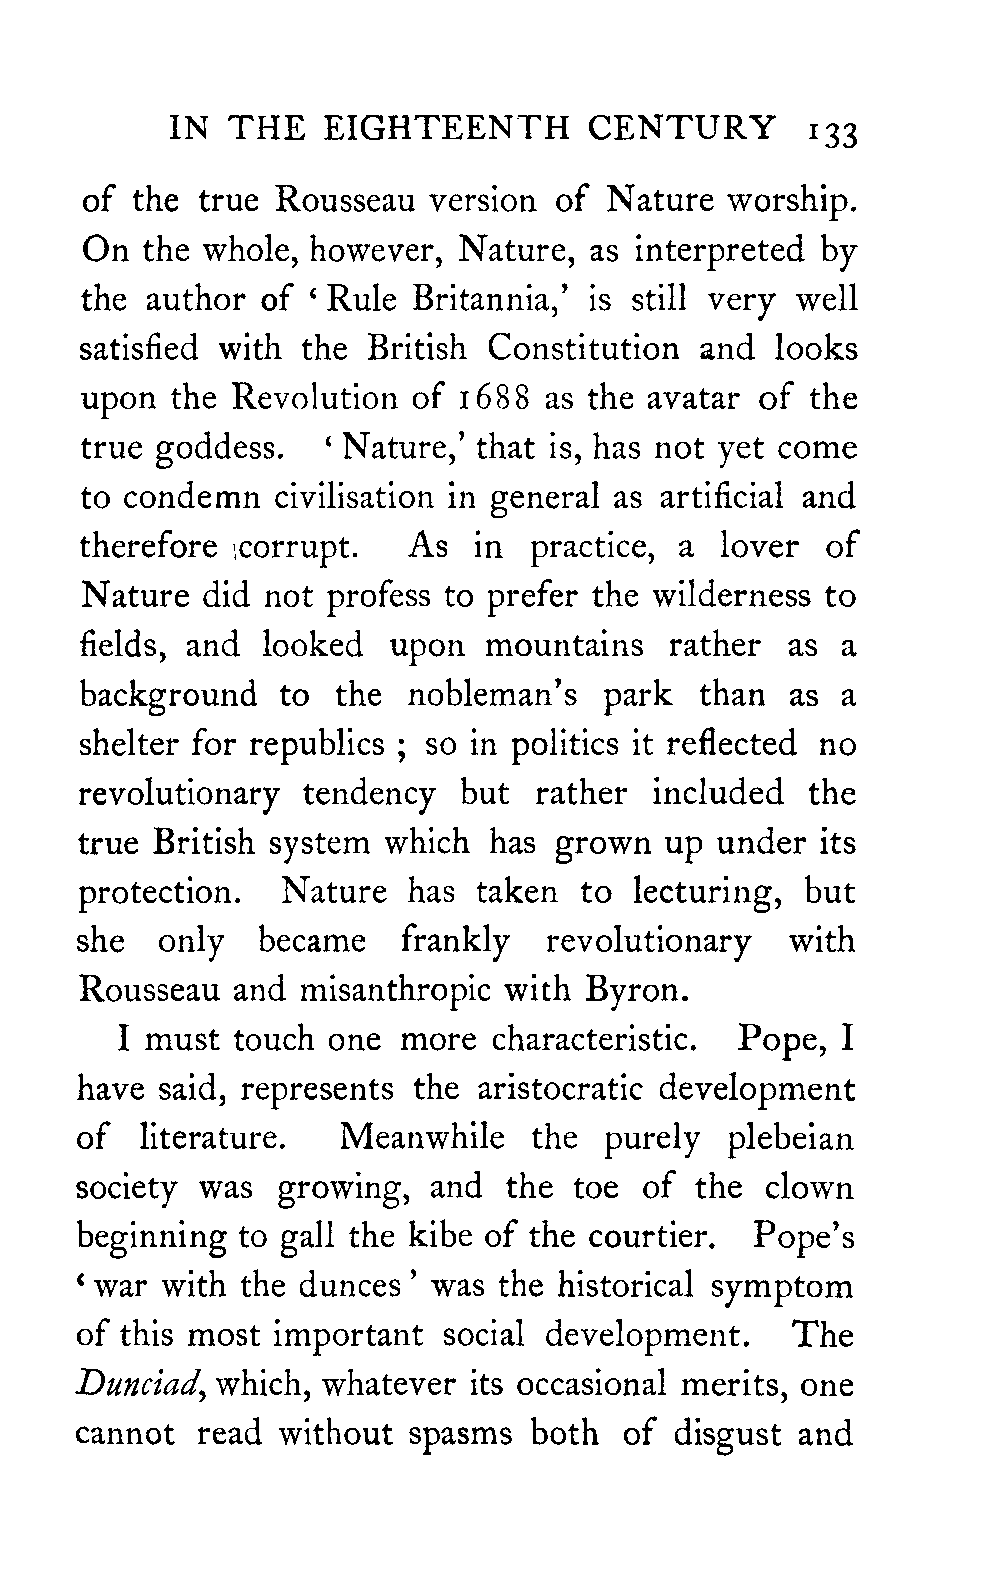 IN THE EIGHTEENTH CENTURY 133
of the true Rousseau version of Nature worship.
On the whole, however, Nature, as interpreted by
the author of ‘ Rule Britannia,’ is still very well
satisfied with the British Constitution and looks
upon the Revolution of 1688 as the avatar of the
true goddess. ‘ Nature,’ that is, has not yet come
to condemn civilisation in general as artificial and
therefore corrupt. As in practice, a lover of
Nature did not profess to prefer the wilderness to
fields, and looked upon mountains rather as a
background to the nobleman’s park than as a
shelter for republics ; so in politics it reflected no
revolutionary tendency but rather included the
true British system which has grown up under its
protection. Nature has taken to lecturing, but
she only became frankly revolutionary with
Rousseau and misanthropic with Byron.
I must touch one more characteristic. Pope, I
have said, represents the aristocratic development
of literature. Meanwhile the purely plebeian
society was growing, and the toe of the clown
beginning to gall the kibe of the courtier. Pope’s
‘ war with the dunces ’ was the historical symptom
of this most important social development. The
Dunciad, which, whatever its occasional merits, one
cannot read without spasms both of disgust and